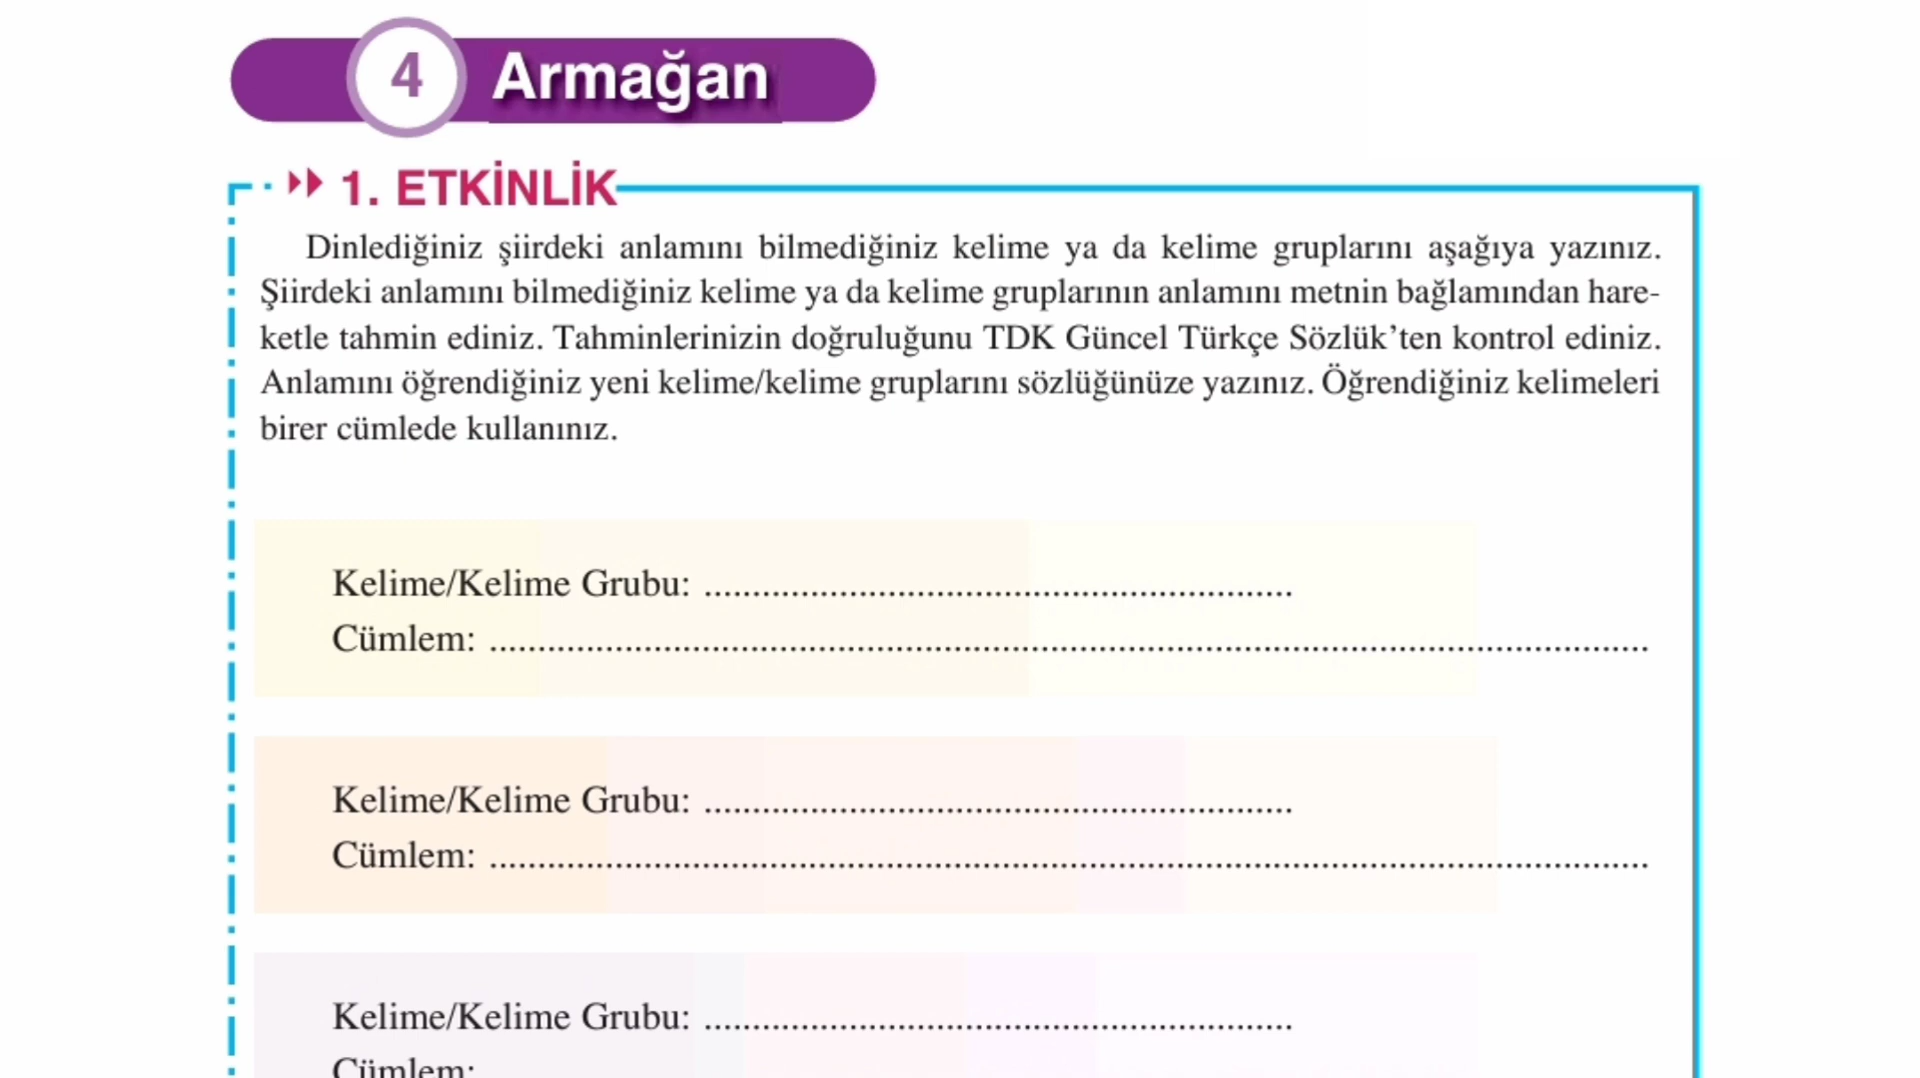 4 Armağan
1. ETKİNLİK
Dinlediğiniz şiirdeki anlamını bilmediğiniz kelime ya da kelime gruplarını aşağıya yazınız.
Şiirdeki anlamını bilmediğiniz kelime ya da kelime gruplarının anlamını metnin bağlamından hare-
ketle tahmin ediniz. Tahminlerinizin doğruluğunu TDK Güncel Türkçe Sözlük’ten kontrol ediniz.
Anlamını öğrendiğiniz yeni kelime/kelime gruplarını sözlüğünüze yazınız. Öğrendiğiniz kelimeleri
birer cümlede kullanınız.
Kelime/Kelime Grubu: .............................................................
Cümlem: .........................................................................................................................
Kelime/Kelime Grubu: .............................................................
Cümlem: .........................................................................................................................
Kelime/Kelime Grubu: .............................................................
Cümlem: